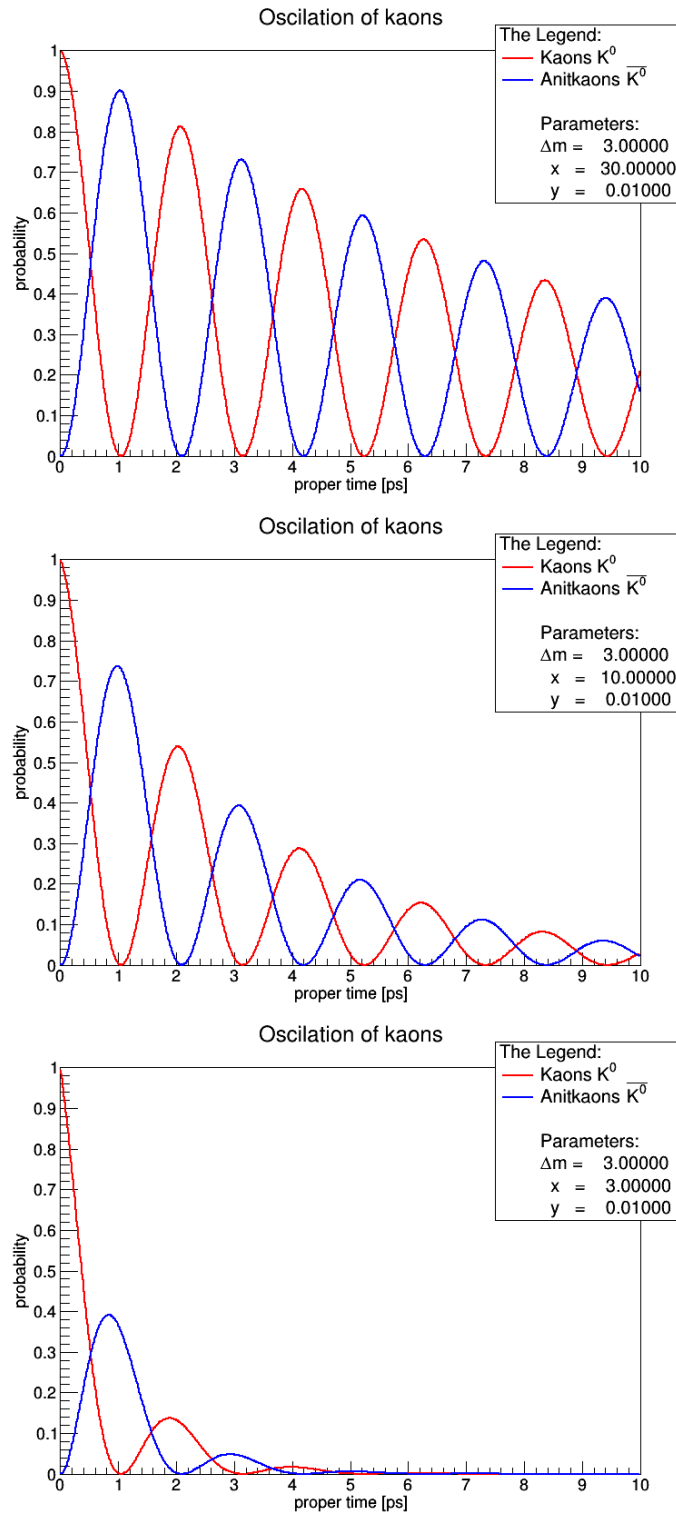 Oscilation of kaons
The Legend:
Kaons K⁰
Anitkaons K̅⁰
Parameters:
Δm = 3.00000
x = 30.00000
y = 0.01000
1
0.9
0.8
0.7
0.6
0.5
0.4
0.3
0.2
0.1
0
probability
0 1 2 3 4 5 6 7 8 9 10
proper time [ps]
Oscilation of kaons
The Legend:
Kaons K⁰
Anitkaons K̅⁰
Parameters:
Δm = 3.00000
x = 10.00000
y = 0.01000
1
0.9
0.8
0.7
0.6
0.5
0.4
0.3
0.2
0.1
0
probability
0 1 2 3 4 5 6 7 8 9 10
proper time [ps]
Oscilation of kaons
The Legend:
Kaons K⁰
Anitkaons K̅⁰
Parameters:
Δm = 3.00000
x = 3.00000
y = 0.01000
1
0.9
0.8
0.7
0.6
0.5
0.4
0.3
0.2
0.1
0
probability
0 1 2 3 4 5 6 7 8 9 10
proper time [ps]